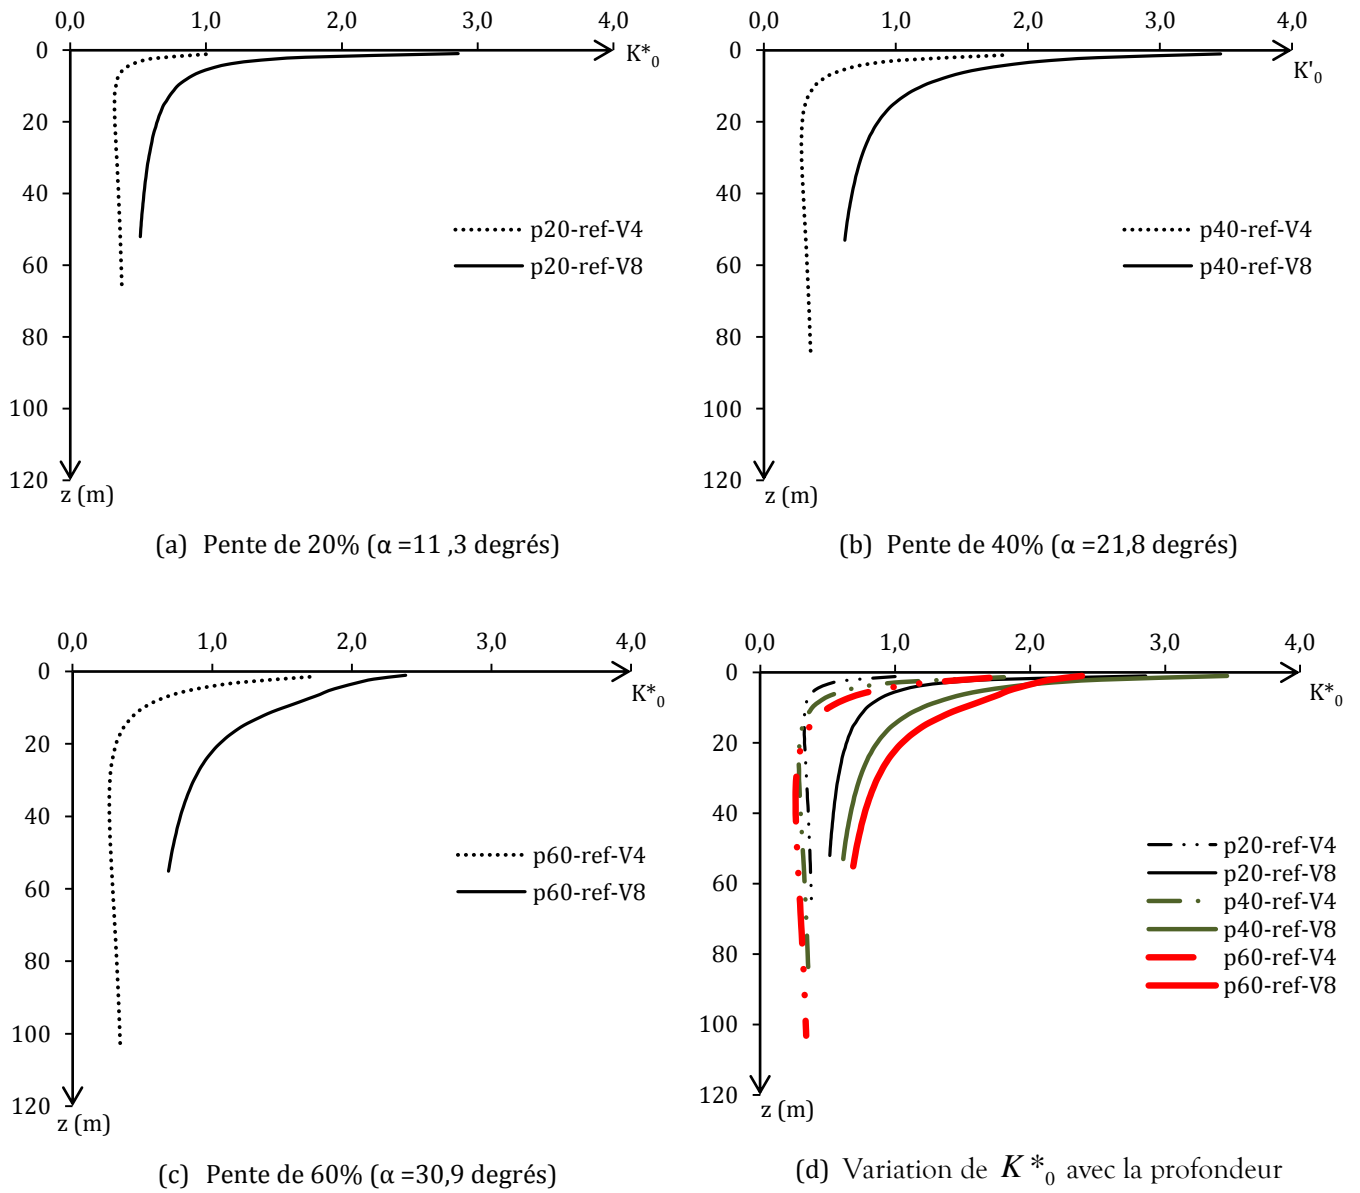 0,0 1,0 2,0 3,0 4,0
0
20
40
60
80
100
120
K*0
p20-ref-V4
p20-ref-V8
z (m)
(a) Pente de 20% (α =11 ,3 degrés)
0,0 1,0 2,0 3,0 4,0
0
20
40
60
80
100
120
K'0
p40-ref-V4
p40-ref-V8
z (m)
(b) Pente de 40% (α =21,8 degrés)
0,0 1,0 2,0 3,0 4,0
0
20
40
60
80
100
120
K*0
p60-ref-V4
p60-ref-V8
z (m)
(c) Pente de 60% (α =30,9 degrés)
0,0 1,0 2,0 3,0 4,0
0
20
40
60
80
100
120
K*0
p20-ref-V4
p20-ref-V8
p40-ref-V4
p40-ref-V8
p60-ref-V4
p60-ref-V8
z (m)
(d) Variation de K*0 avec la profondeur